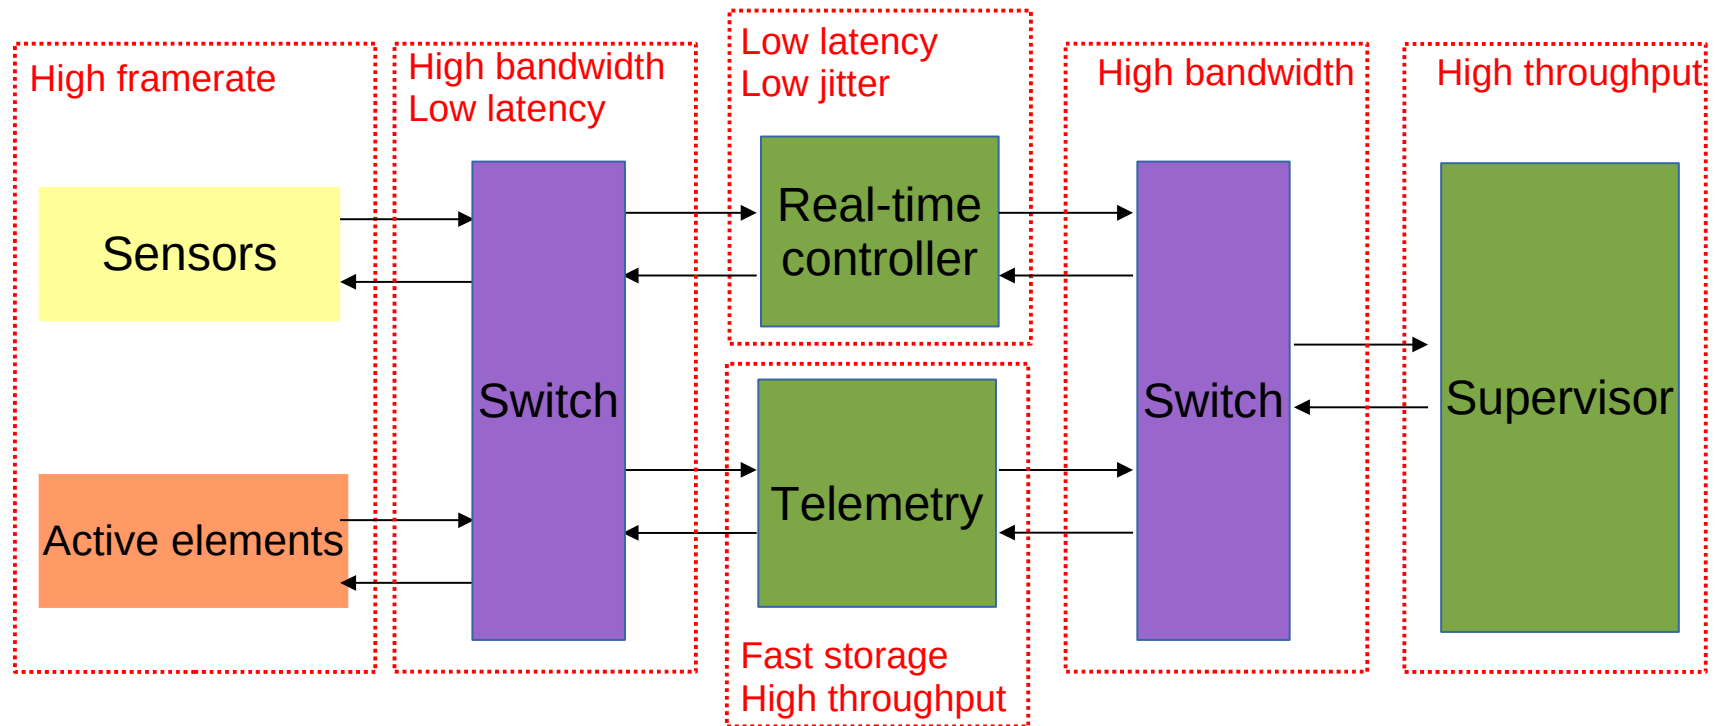 High framerate
Sensors
Active elements
High bandwidth
Low latency
Switch
Low latency
Low jitter
Real-time
controller
Telemetry
Fast storage
High throughput
High bandwidth
Switch
High throughput
Supervisor